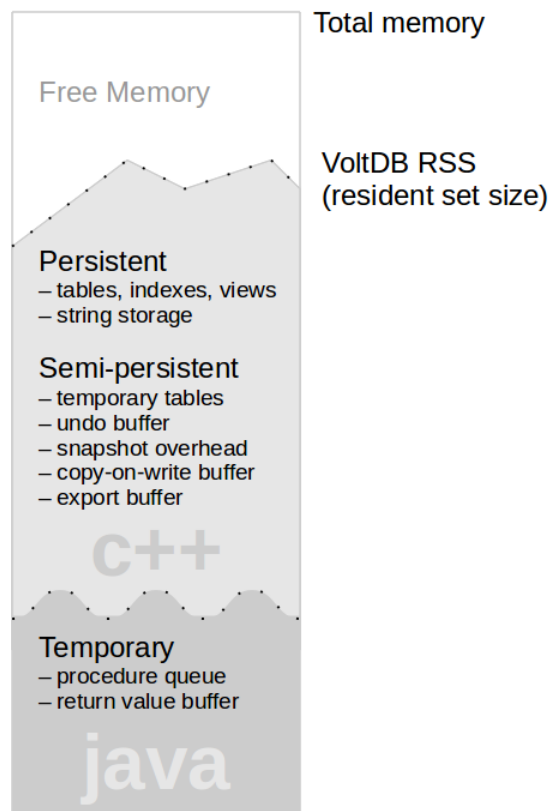 Total memory
Free Memory
VoltDB RSS
(resident set size)
Persistent
– tables, indexes, views
– string storage
Semi-persistent
– temporary tables
– undo buffer
– snapshot overhead
– copy-on-write buffer
– export buffer
c++
Temporary
– procedure queue
– return value buffer
java